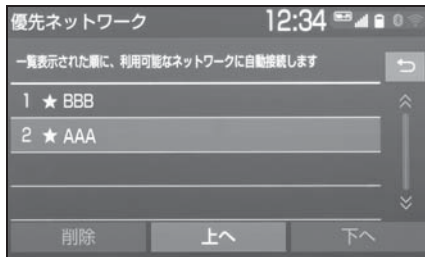 優先ネットワーク 12:34
一覧表示された順に、利用可能なネットワークに自動接続します
1 ★ BBB
2 ★ AAA
削除 上へ 下へ